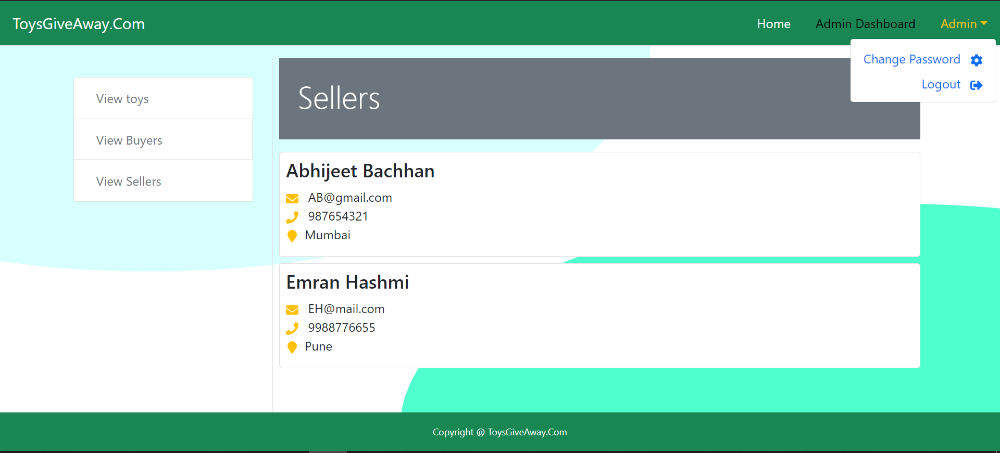 ToysGiveAway.Com
Home
Admin Dashboard
Admin
Change Password
Logout
View toys
View Buyers
View Sellers
Sellers
Abhijeet Bachhan
AB@gmail.com
987654321
Mumbai
Emran Hashmi
EH@mail.com
9988776655
Pune
Copyright @ ToysGiveAway.Com